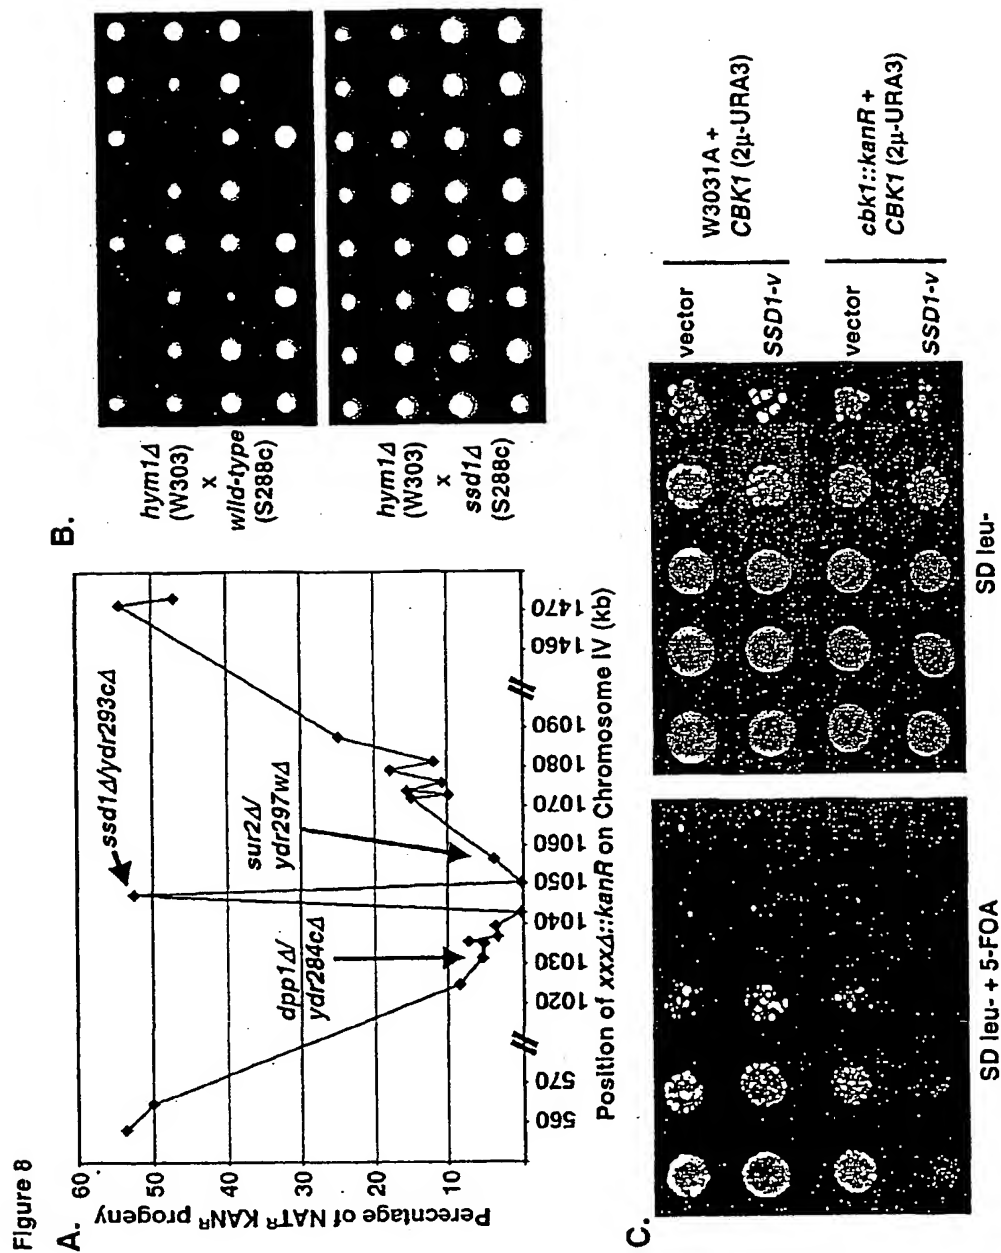 Figure 8
A.
Perecntage of NATᴿ KANᴿ progeny
60
50
40
30
20
10
ssd1Δ/ydr293cΔ
sur2Δ/
ydr297wΔ
dpp1Δ/
ydr284cΔ
560
570
1020
1030
1040
1050
1060
1070
1080
1090
1460
1470
Position of xxxΔ::kanR on Chromosome IV (kb)
B.
hym1Δ
(W303)
x
wild-type
(S288c)
hym1Δ
(W303)
x
ssd1Δ
(S288c)
C.
vector
SSD1-v
vector
SSD1-v
W3031A +
CBK1 (2µ-URA3)
cbk1::kanR +
CBK1 (2µ-URA3)
SD leu- + 5-FOA
SD leu-